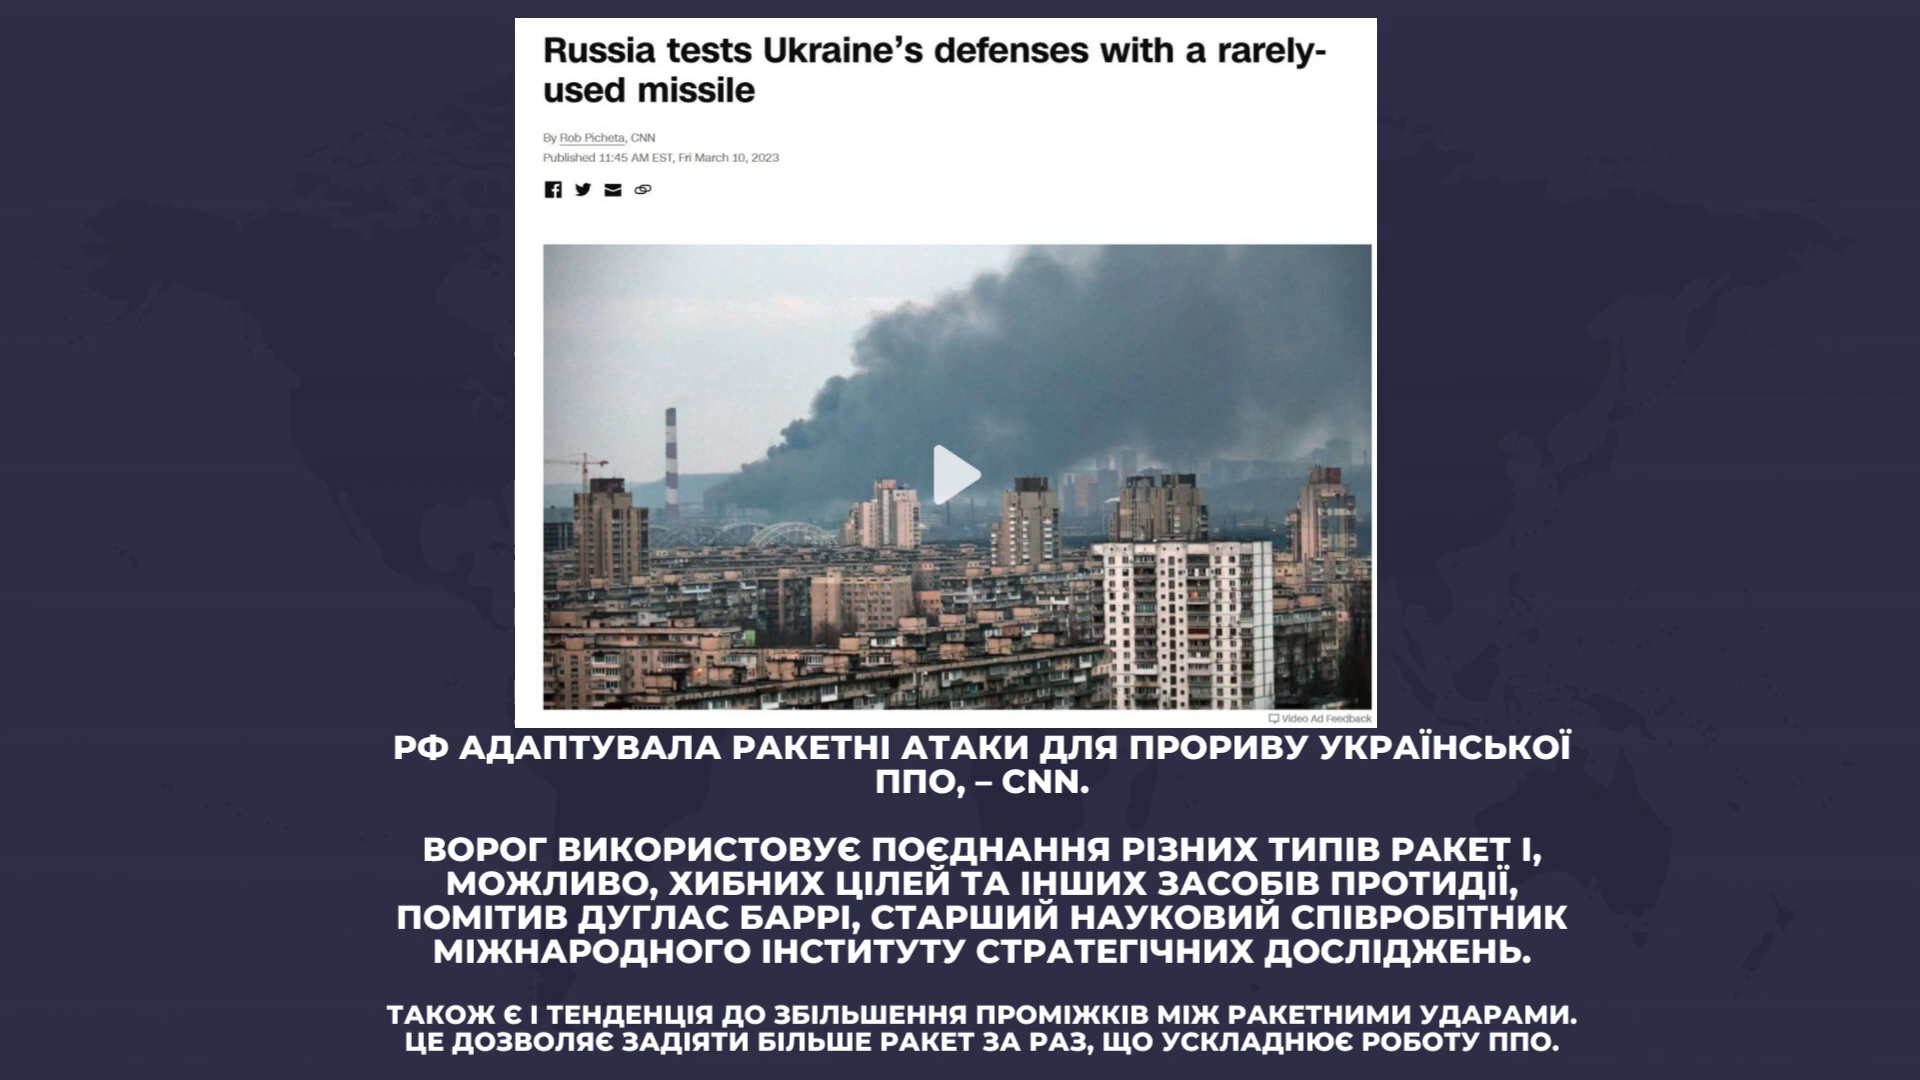 Russia tests Ukraine’s defenses with a rarely-
used missile
By Rob Picheta, CNN
Published 11:45 AM EST, Fri March 10, 2023
Video Ad Feedback
РФ АДАПТУВАЛА РАКЕТНІ АТАКИ ДЛЯ ПРОРИВУ УКРАЇНСЬКОЇ
ППО, – CNN.
ВОРОГ ВИКОРИСТОВУЄ ПОЄДНАННЯ РІЗНИХ ТИПІВ РАКЕТ І,
МОЖЛИВО, ХИБНИХ ЦІЛЕЙ ТА ІНШИХ ЗАСОБІВ ПРОТИДІЇ,
ПОМІТИВ ДУГЛАС БАРРІ, СТАРШИЙ НАУКОВИЙ СПІВРОБІТНИК
МІЖНАРОДНОГО ІНСТИТУТУ СТРАТЕГІЧНИХ ДОСЛІДЖЕНЬ.
ТАКОЖ Є І ТЕНДЕНЦІЯ ДО ЗБІЛЬШЕННЯ ПРОМІЖКІВ МІЖ РАКЕТНИМИ УДАРАМИ.
ЦЕ ДОЗВОЛЯЄ ЗАДІЯТИ БІЛЬШЕ РАКЕТ ЗА РАЗ, ЩО УСКЛАДНЮЄ РОБОТУ ППО.